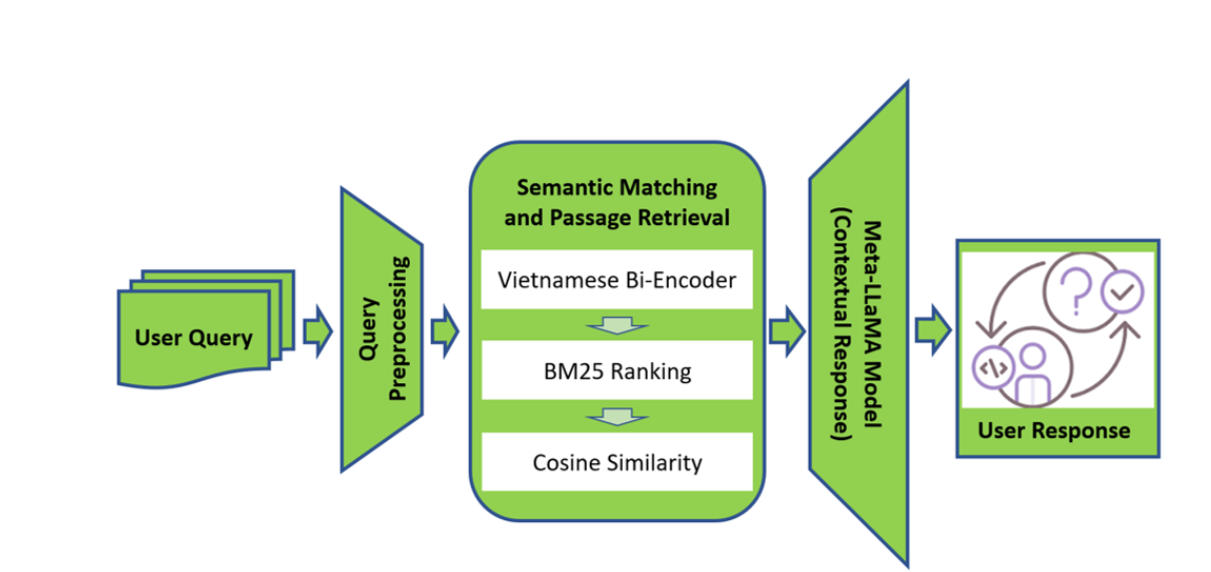 User Query
Query
Preprocessing
Semantic Matching
and Passage Retrieval
Vietnamese Bi-Encoder
BM25 Ranking
Cosine Similarity
Meta-LLaMA Model
(Contextual Response)
?
</>
User Response